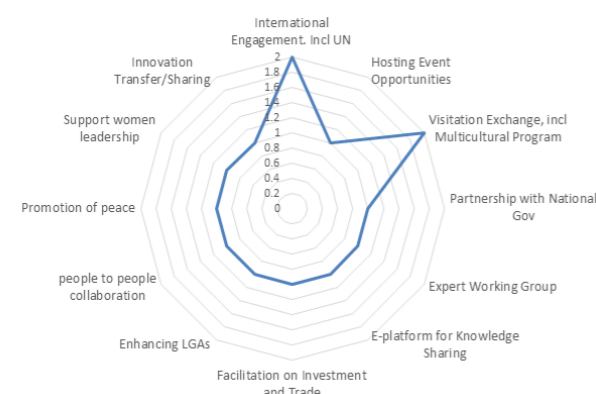 International
Engagement. Incl UN
Hosting Event
Opportunities
Visitation Exchange, incl
Multicultural Program
Partnership with National
Gov
Expert Working Group
E-platform for Knowledge
Sharing
Facilitation on Investment
and Trade
Enhancing LGAs
people to people
collaboration
Promotion of peace
Support women
leadership
Innovation
Transfer/Sharing
2
1.8
1.6
1.4
1.2
1
0.8
0.6
0.4
0.2
0